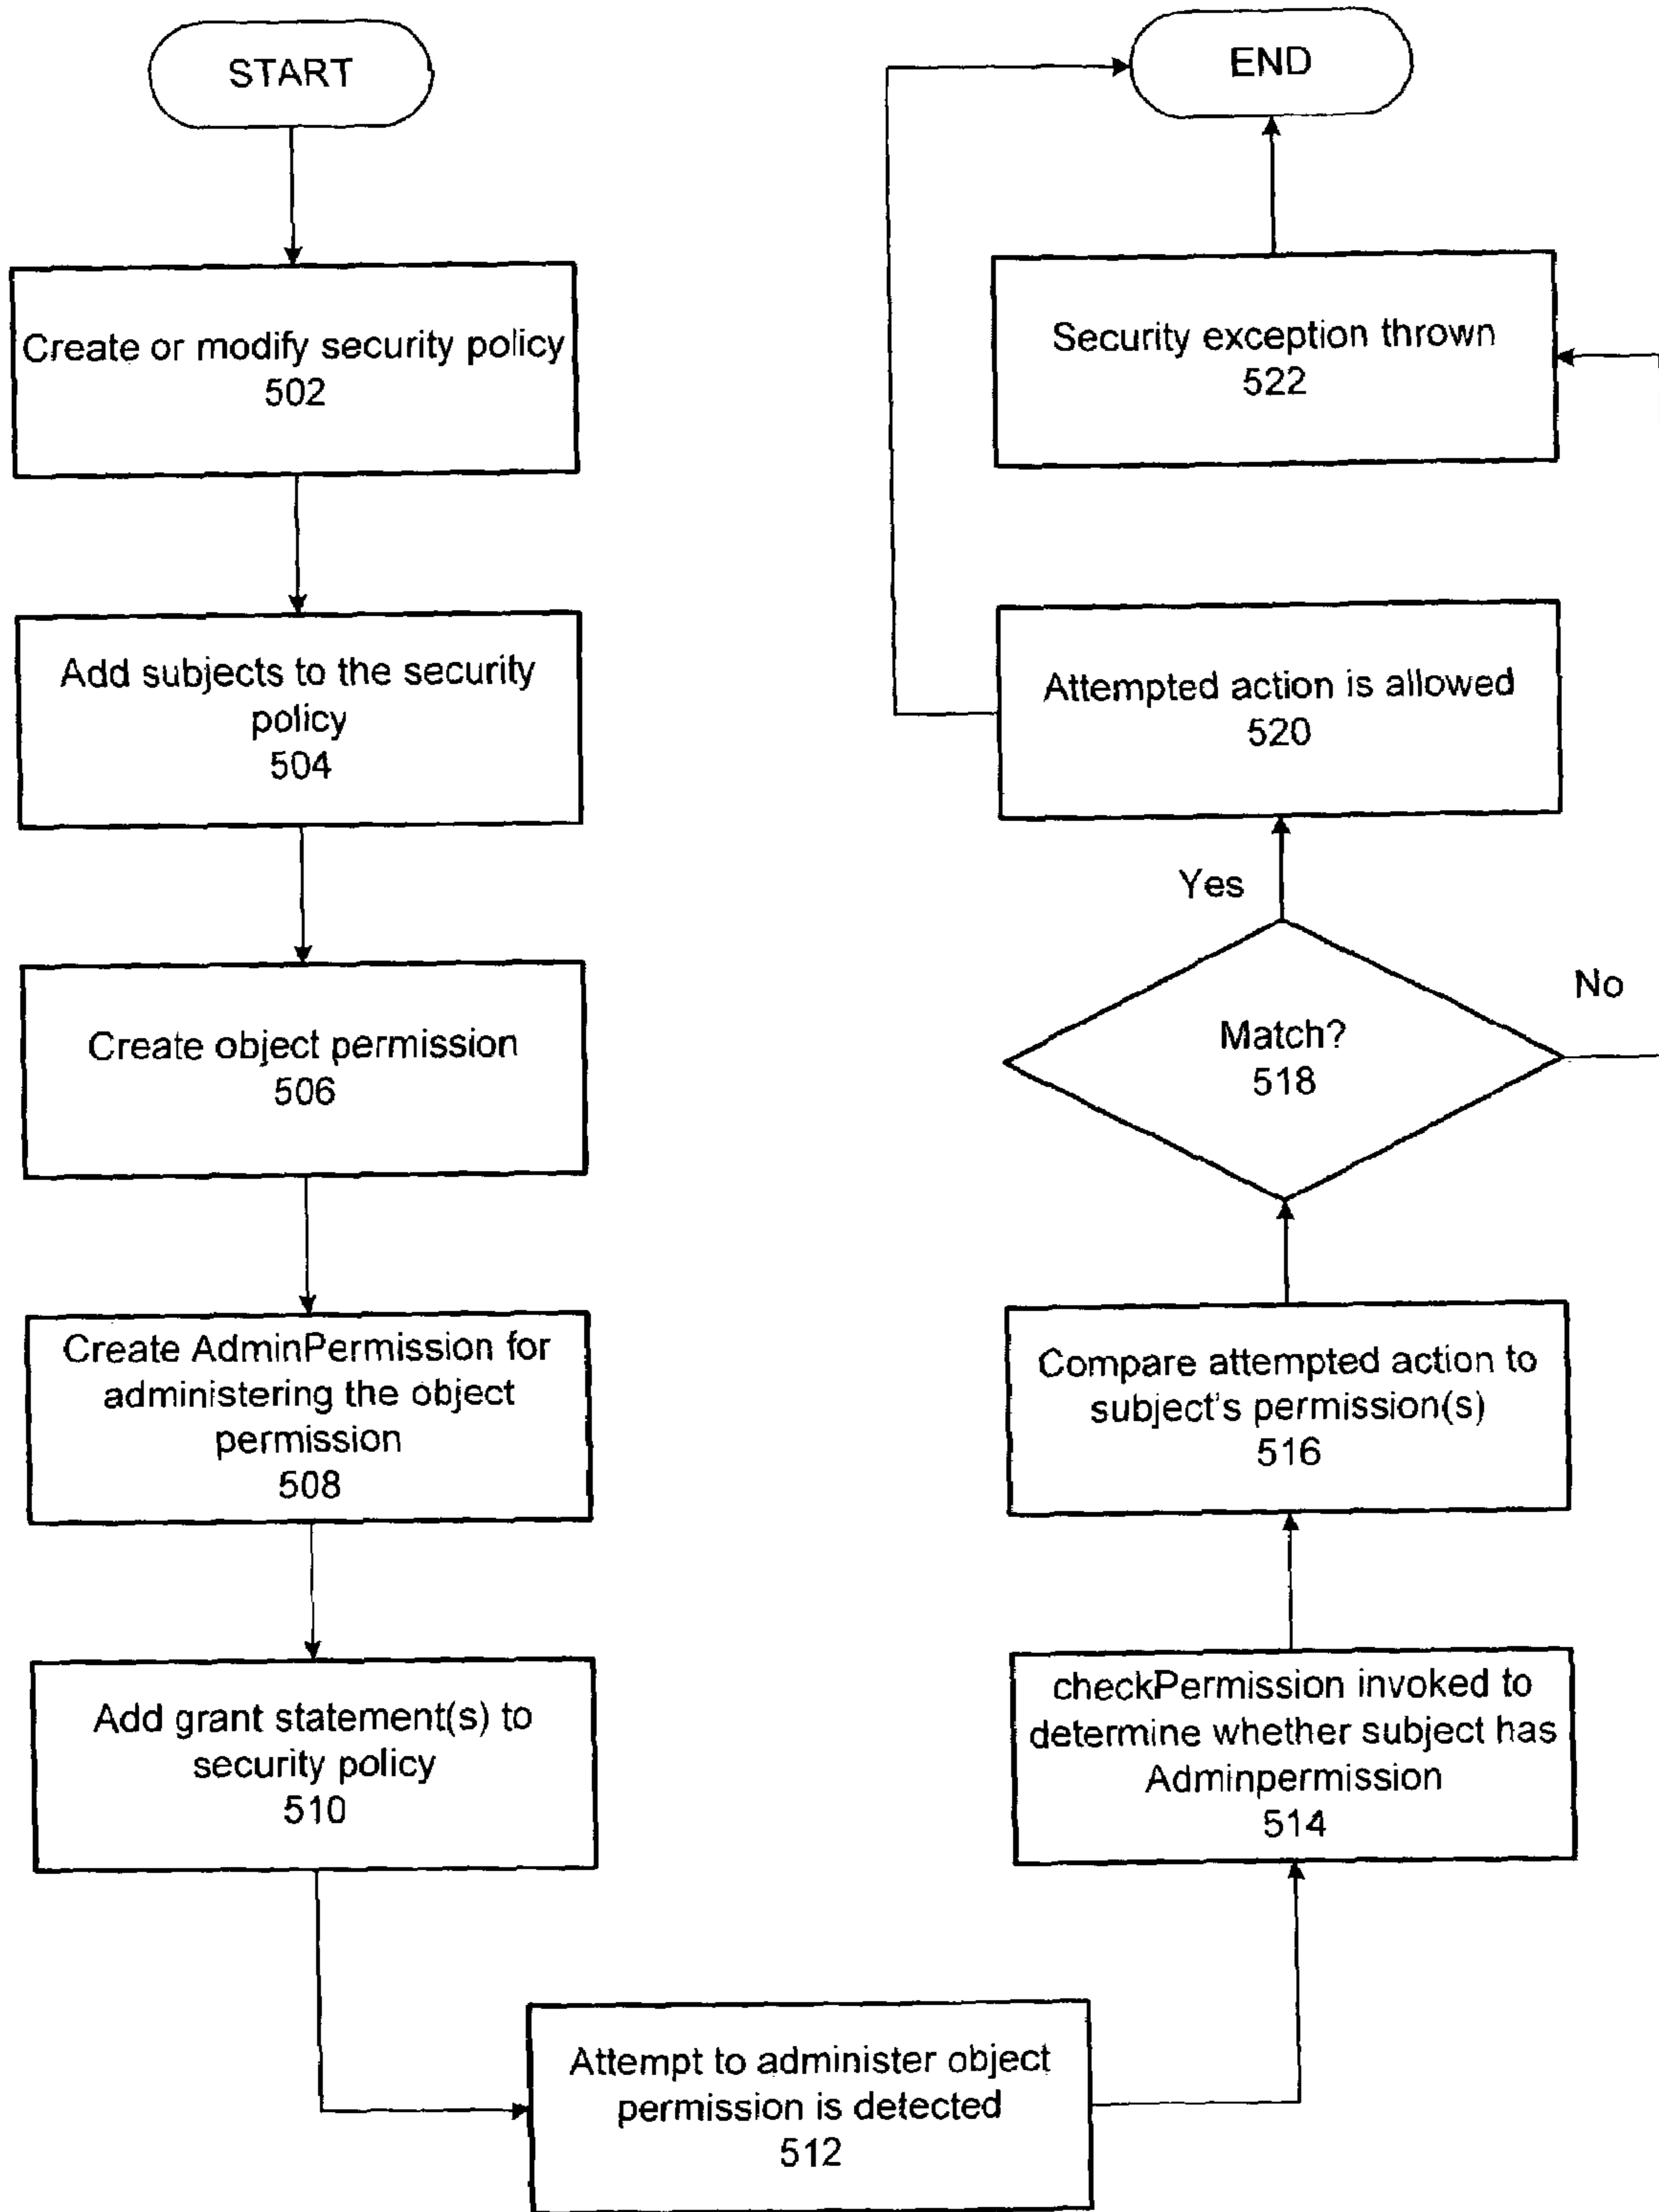 START
Create or modify security policy
502
Add subjects to the security
policy
504
Create object permission
506
Create AdminPermission for
administering the object
permission
508
Add grant statement(s) to
security policy
510
Attempt to administer object
permission is detected
512
checkPermission invoked to
determine whether subject has
Adminpermission
514
Compare attempted action to
subject's permission(s)
516
Match?
518
Yes
No
Attempted action is allowed
520
Security exception thrown
522
END